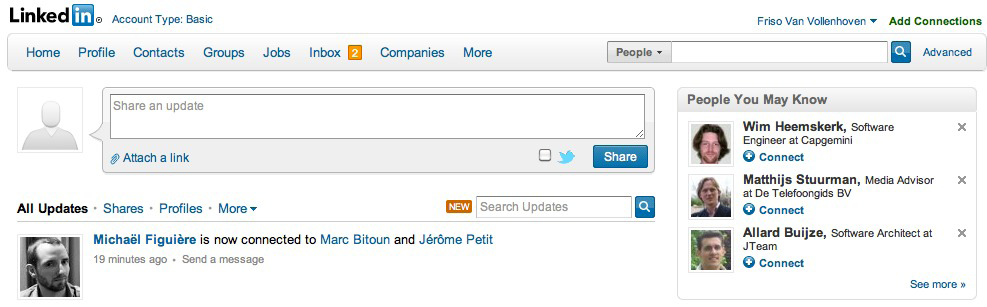 Linked in® Account Type: Basic
Friso Van Vollenhoven Add Connections
Home Profile Contacts Groups Jobs Inbox 2 Companies More
People Advanced
Share an update
Attach a link
Share
People You May Know
Wim Heemskerk, Software
Engineer at Capgemini
Connect
Matthijs Stuurman, Media Advisor
at De Telefoongids BV
Connect
Allard Buijze, Software Architect at
JTeam
Connect
See more »
All Updates · Shares · Profiles · More
NEW Search Updates
Michaël Figuière is now connected to Marc Bitoun and Jérôme Petit
19 minutes ago • Send a message